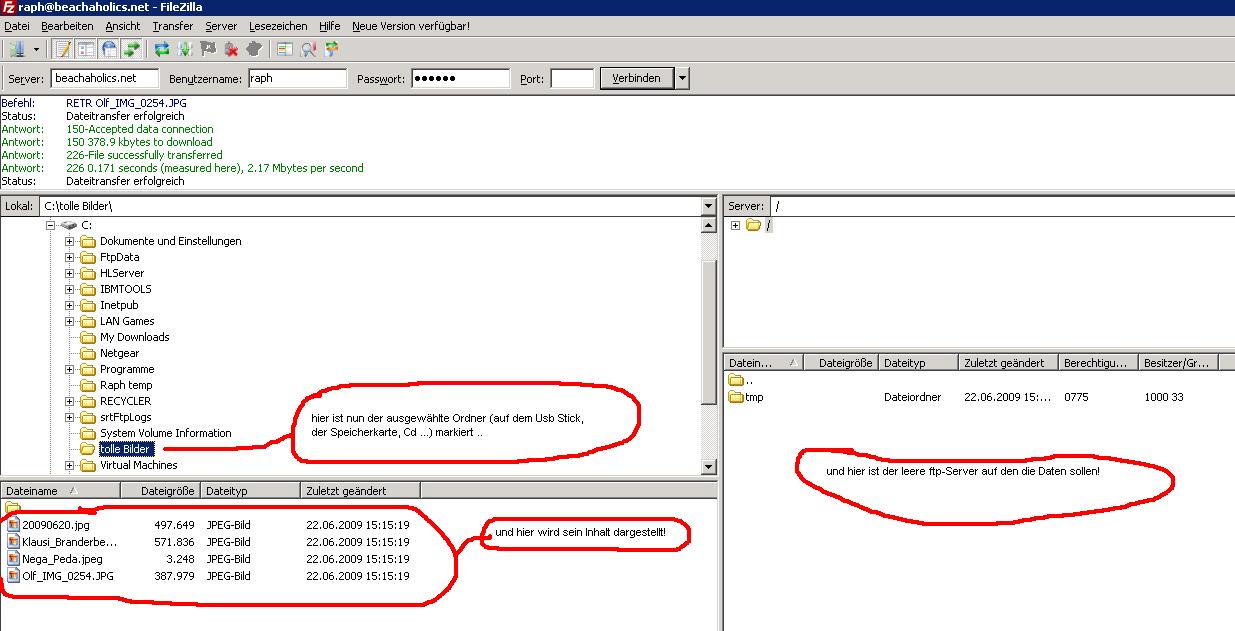 raph@beachaholics.net - FileZilla
Datei Bearbeiten Ansicht Transfer Server Lesezeichen Hilfe Neue Version verfügbar!
Server: beachaholics.net Benutzername: raph Passwort: ●●●●●● Port: Verbinden
Befehl: RETR Olf_IMG_0254.JPG
Status: Dateitransfer erfolgreich
Antwort: 150-Accepted data connection
Antwort: 150 378.9 kbytes to download
Antwort: 226-File successfully transferred
Antwort: 226 0.171 seconds (measured here), 2.17 Mbytes per second
Status: Dateitransfer erfolgreich
Lokal: C:\tolle Bilder\
C:
Dokumente und Einstellungen
FtpData
HLServer
IBMTOOLS
Inetpub
LAN Games
My Downloads
Netgear
Programme
Raph temp
RECYCLER
srtFtpLogs
System Volume Information
tolle Bilder
Virtual Machines
hier ist nun der ausgewählte Ordner (auf dem Usb Stick,
der Speicherkarte, Cd ...) markiert ..
Dateiname Dateigröße Dateityp Zuletzt geändert
20090620.jpg 497.649 JPEG-Bild 22.06.2009 15:15:19
Klausi_Branderbe... 571.836 JPEG-Bild 22.06.2009 15:15:19
Nega_Peda.jpeg 3.248 JPEG-Bild 22.06.2009 15:15:19
Olf_IMG_0254.JPG 387.979 JPEG-Bild 22.06.2009 15:15:19
und hier wird sein Inhalt dargestellt!
Server: /
/
Datein... Dateigröße Dateityp Zuletzt geändert Berechtigu... Besitzer/Gr...
..
tmp Dateiordner 22.06.2009 15:... 0775 1000 33
und hier ist der leere ftp-Server auf den die Daten sollen!